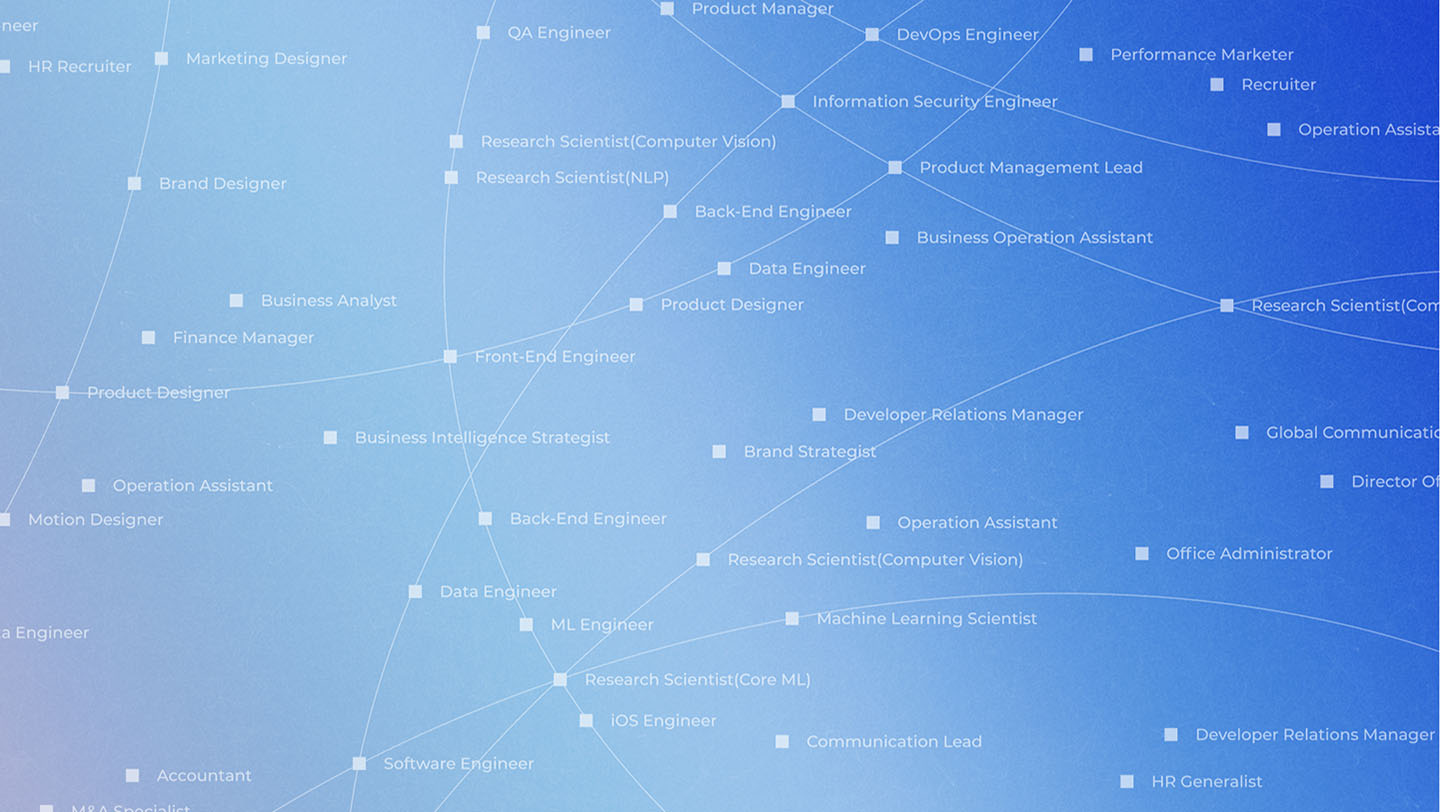 Product Manager
neer
QA Engineer
DevOps Engineer
Performance Marketer
Marketing Designer
HR Recruiter
Recruiter
Information Security Engineer
Operation Assista
Research Scientist(Computer Vision)
Product Management Lead
Research Scientist(NLP)
Brand Designer
Back-End Engineer
Business Operation Assistant
Data Engineer
Business Analyst
Product Designer
Research Scientist(Com
Finance Manager
Front-End Engineer
Product Designer
Developer Relations Manager
Global Communicatio
Business Intelligence Strategist
Brand Strategist
Director Of
Operation Assistant
Motion Designer
Back-End Engineer
Operation Assistant
Office Administrator
Research Scientist(Computer Vision)
Data Engineer
Machine Learning Scientist
ML Engineer
a Engineer
Research Scientist(Core ML)
iOS Engineer
Developer Relations Manager
Communication Lead
Software Engineer
Accountant
HR Generalist
M&A Specialist